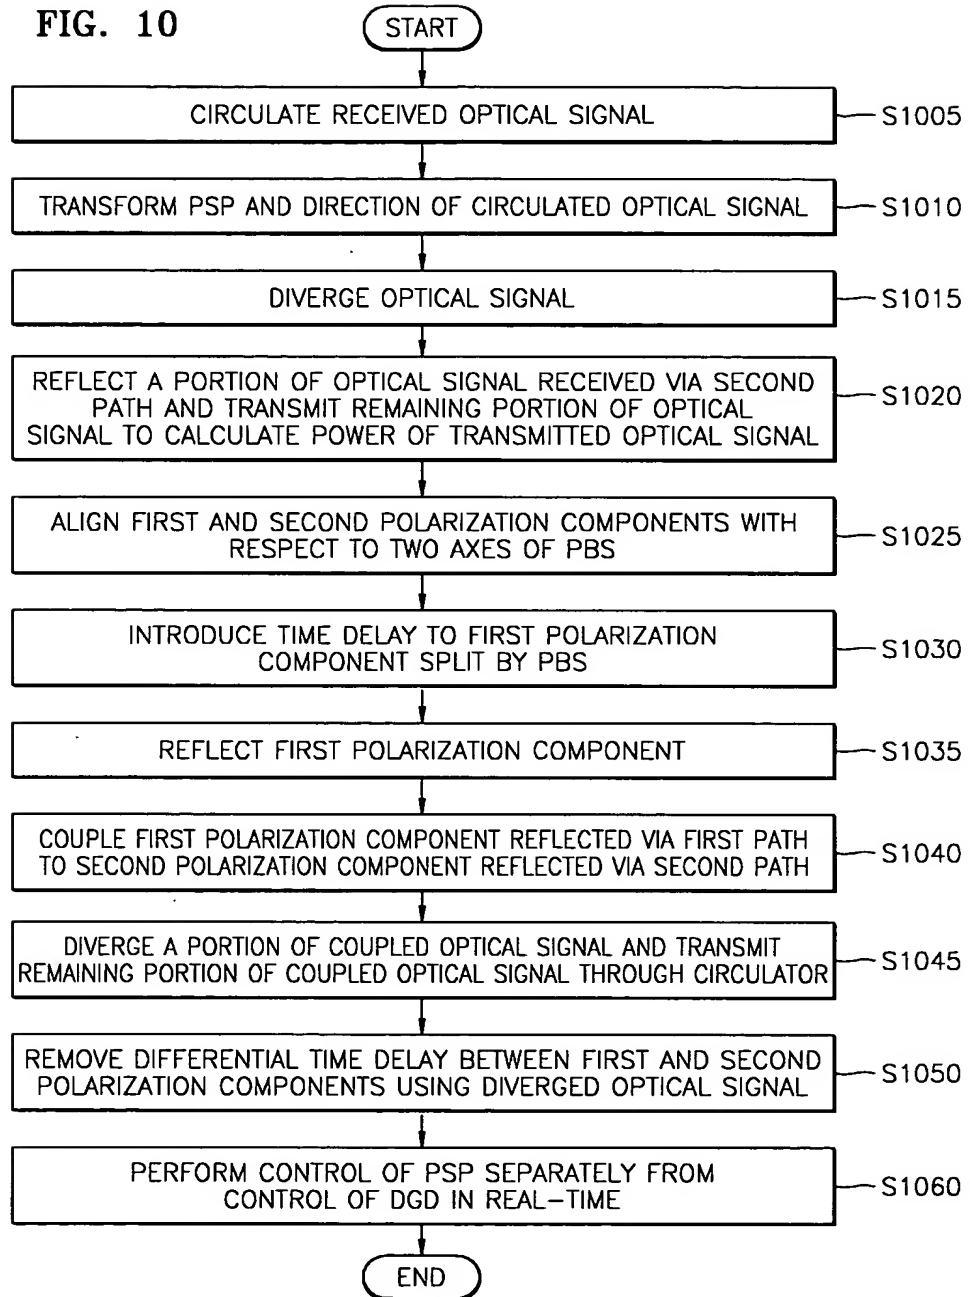 FIG. 10
START
CIRCULATE RECEIVED OPTICAL SIGNAL
S1005
TRANSFORM PSP AND DIRECTION OF CIRCULATED OPTICAL SIGNAL
S1010
DIVERGE OPTICAL SIGNAL
S1015
REFLECT A PORTION OF OPTICAL SIGNAL RECEIVED VIA SECOND
PATH AND TRANSMIT REMAINING PORTION OF OPTICAL
SIGNAL TO CALCULATE POWER OF TRANSMITTED OPTICAL SIGNAL
S1020
ALIGN FIRST AND SECOND POLARIZATION COMPONENTS WITH
RESPECT TO TWO AXES OF PBS
S1025
INTRODUCE TIME DELAY TO FIRST POLARIZATION
COMPONENT SPLIT BY PBS
S1030
REFLECT FIRST POLARIZATION COMPONENT
S1035
COUPLE FIRST POLARIZATION COMPONENT REFLECTED VIA FIRST PATH
TO SECOND POLARIZATION COMPONENT REFLECTED VIA SECOND PATH
S1040
DIVERGE A PORTION OF COUPLED OPTICAL SIGNAL AND TRANSMIT
REMAINING PORTION OF COUPLED OPTICAL SIGNAL THROUGH CIRCULATOR
S1045
REMOVE DIFFERENTIAL TIME DELAY BETWEEN FIRST AND SECOND
POLARIZATION COMPONENTS USING DIVERGED OPTICAL SIGNAL
S1050
PERFORM CONTROL OF PSP SEPARATELY FROM
CONTROL OF DGD IN REAL-TIME
S1060
END